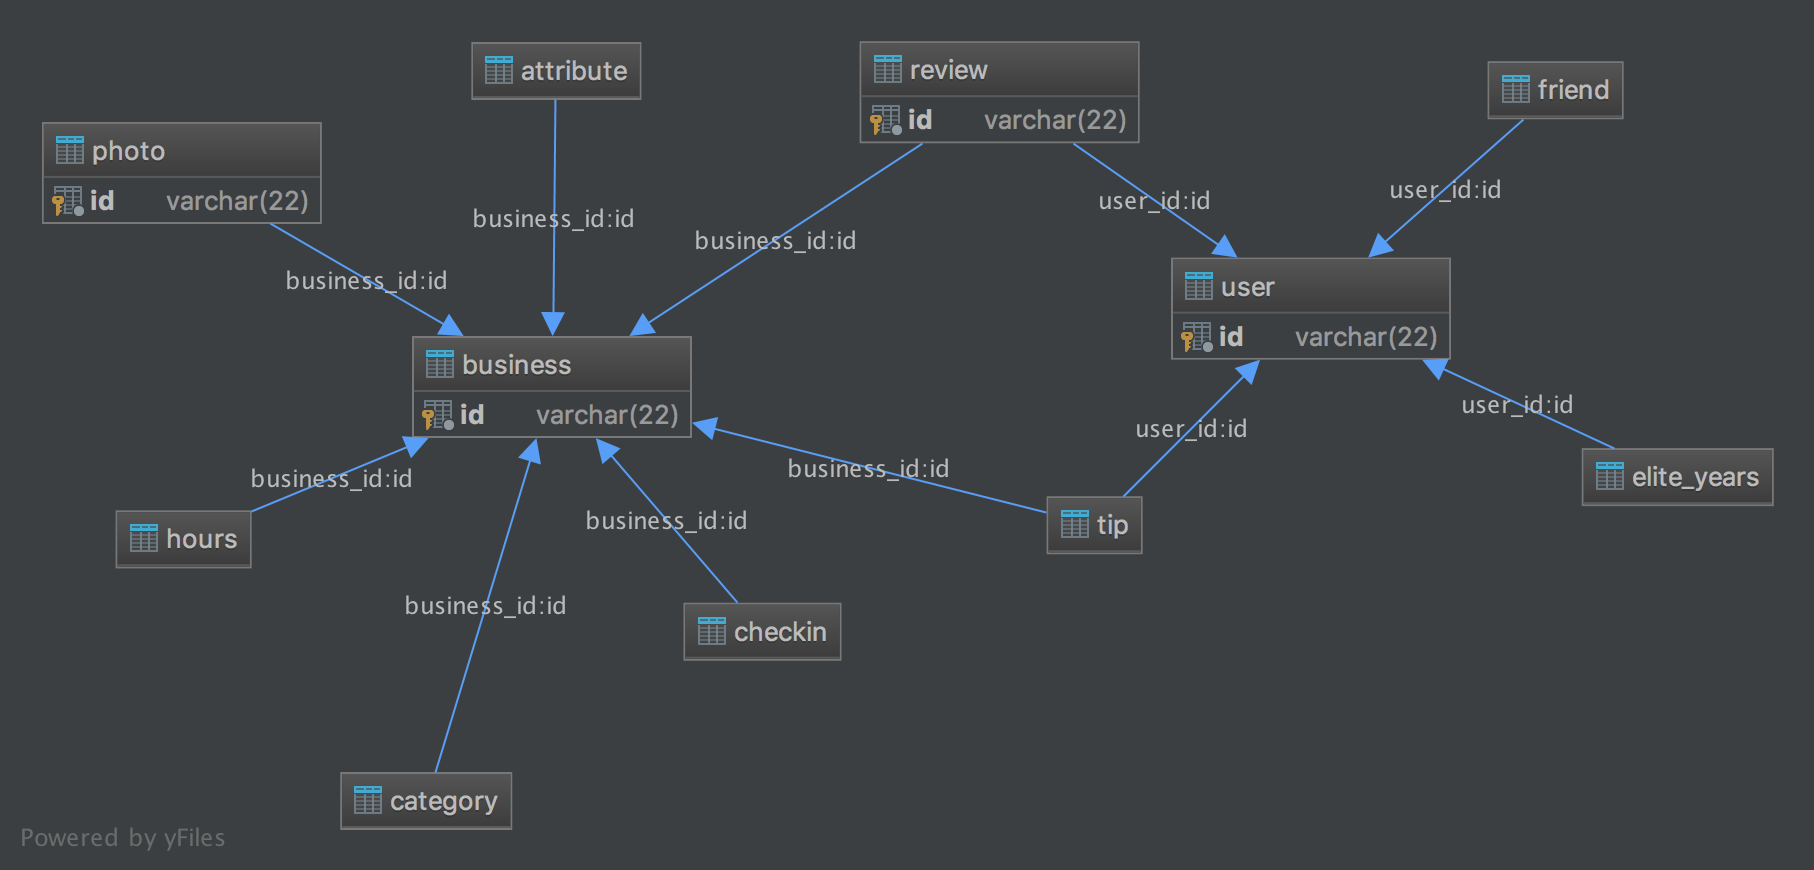 attribute
review
id varchar(22)
friend
photo
id varchar(22)
business_id:id
business_id:id
business_id:id
user_id:id
user_id:id
user
id varchar(22)
business
id varchar(22)
business_id:id
business_id:id
business_id:id
business_id:id
user_id:id
user_id:id
hours
tip
elite_years
checkin
category
Powered by yFiles